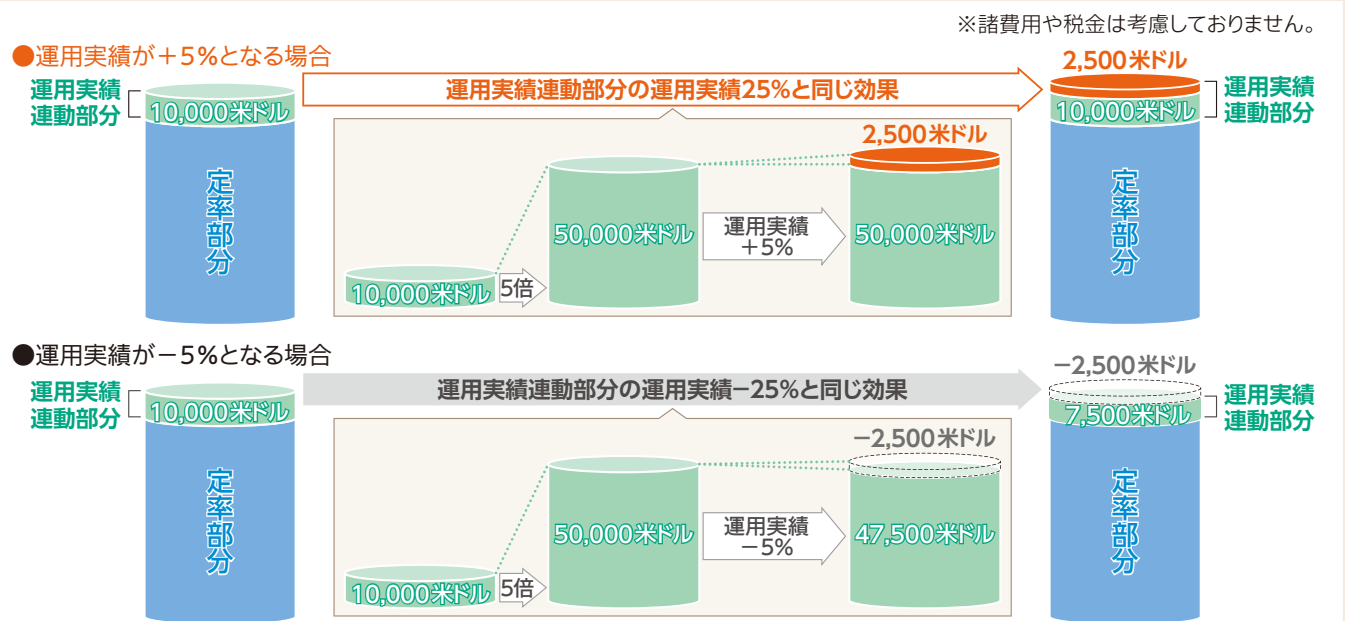 ※諸費用や税金は考慮しておりません。
●運用実績が＋5%となる場合
運用実績
連動部分
10,000米ドル
定率部分
運用実績連動部分の運用実績25%と同じ効果
10,000米ドル
5倍
50,000米ドル
運用実績
＋5%
2,500米ドル
50,000米ドル
2,500米ドル
10,000米ドル
運用実績
連動部分
定率部分
●運用実績が－5%となる場合
運用実績
連動部分
10,000米ドル
定率部分
運用実績連動部分の運用実績−25%と同じ効果
10,000米ドル
5倍
50,000米ドル
運用実績
－5%
−2,500米ドル
47,500米ドル
−2,500米ドル
7,500米ドル
運用実績
連動部分
定率部分